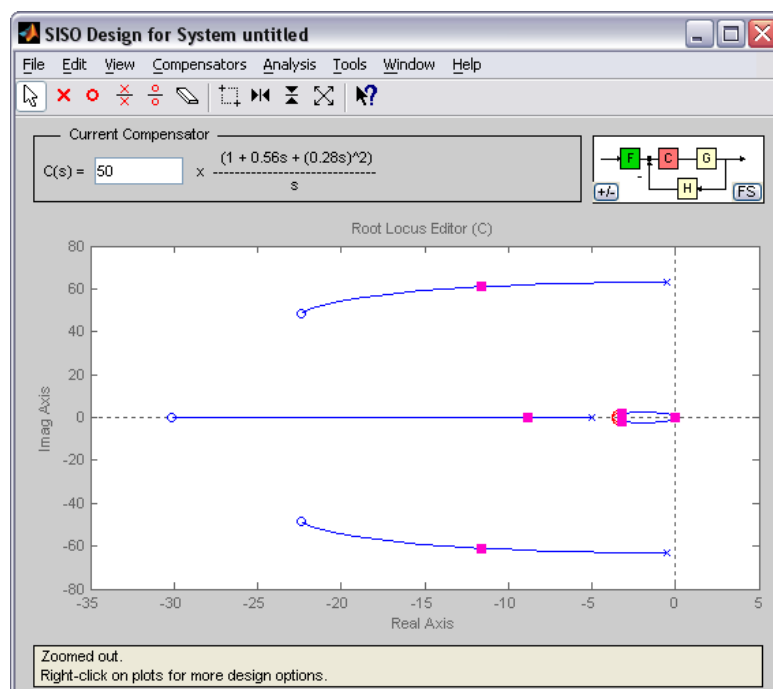 SISO Design for System untitled
File Edit View Compensators Analysis Tools Window Help
Current Compensator
C(s) = 50 x (1 + 0.56s + (0.28s)^2)
-----------------------------
s
F C G
H
+/- FS
Root Locus Editor (C)
80
60
40
20
0
-20
-40
-60
-80
Imag Axis
-35 -30 -25 -20 -15 -10 -5 0 5
Real Axis
Zoomed out.
Right-click on plots for more design options.